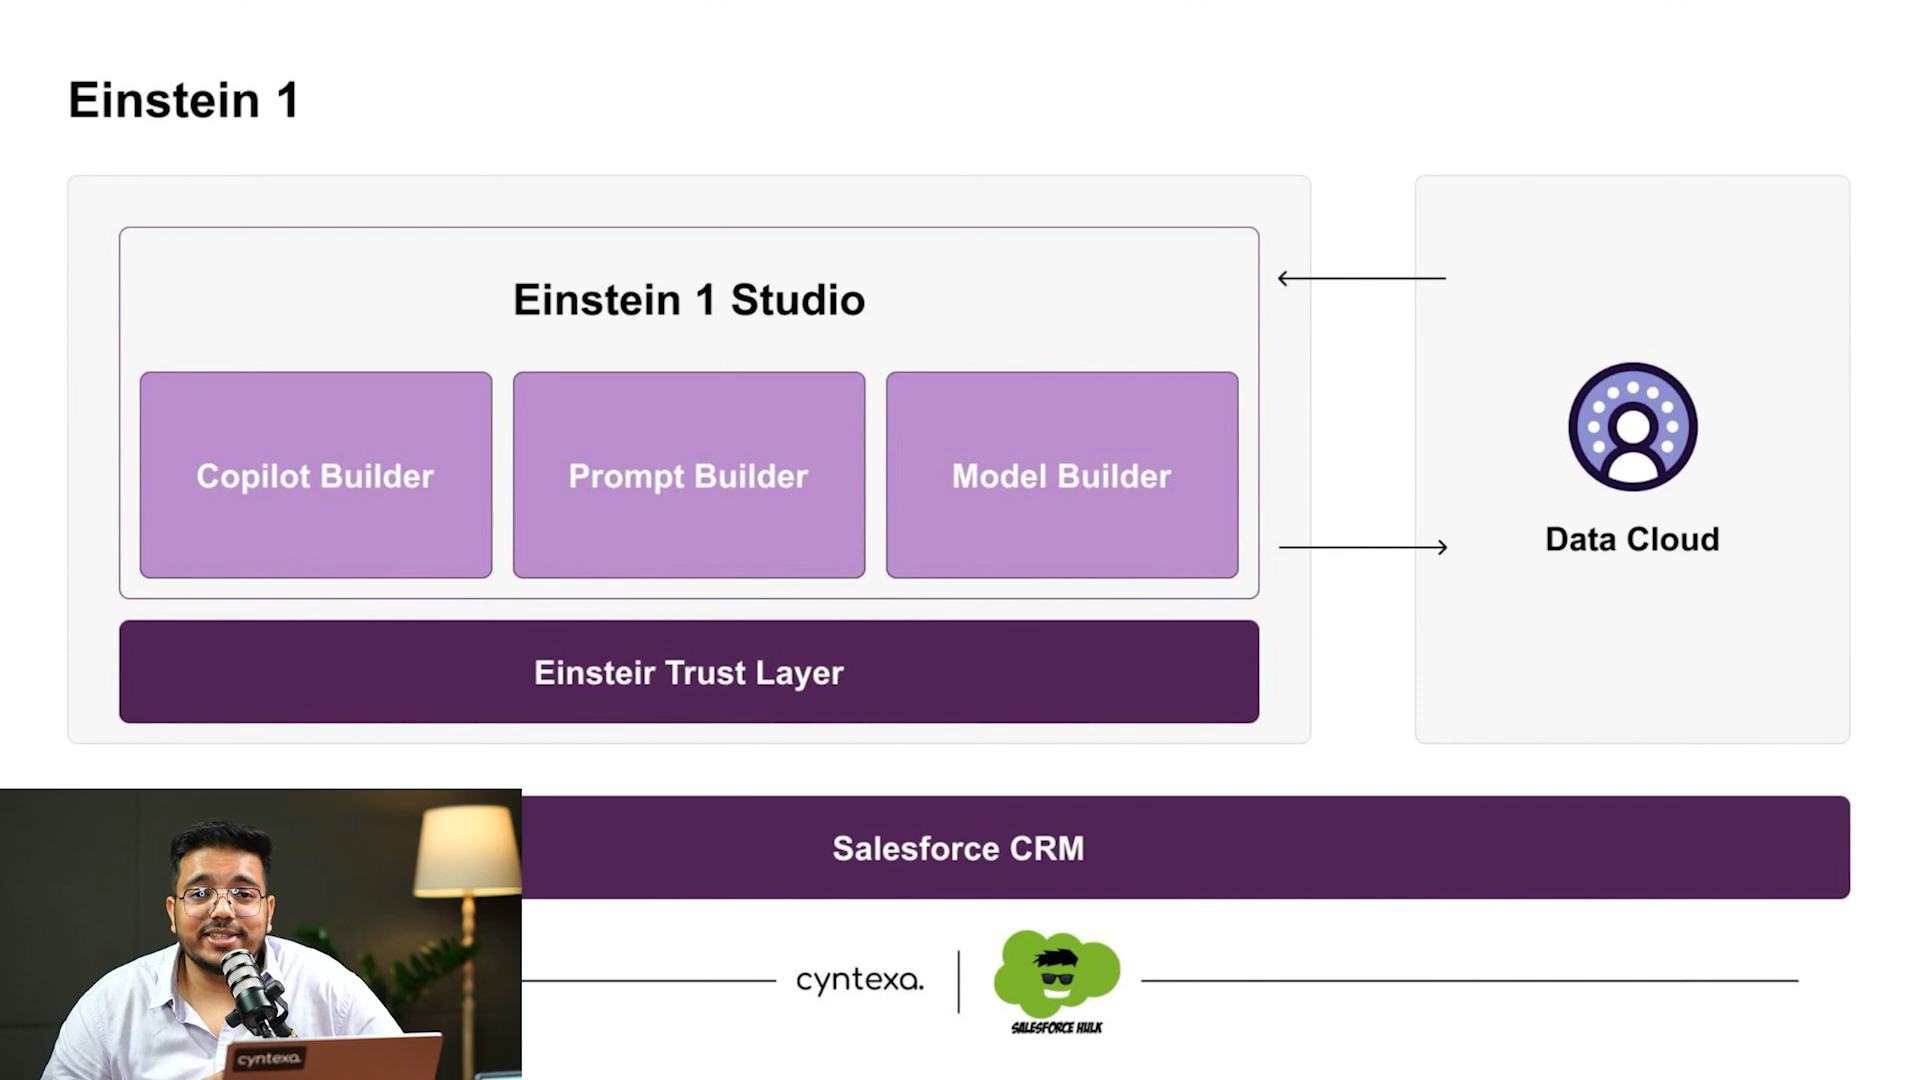 Einstein 1
Einstein 1 Studio
Copilot Builder
Prompt Builder
Model Builder
Data Cloud
Einsteir Trust Layer
Salesforce CRM
cyntexa.
SALESFORCE HULK
cyntexa.